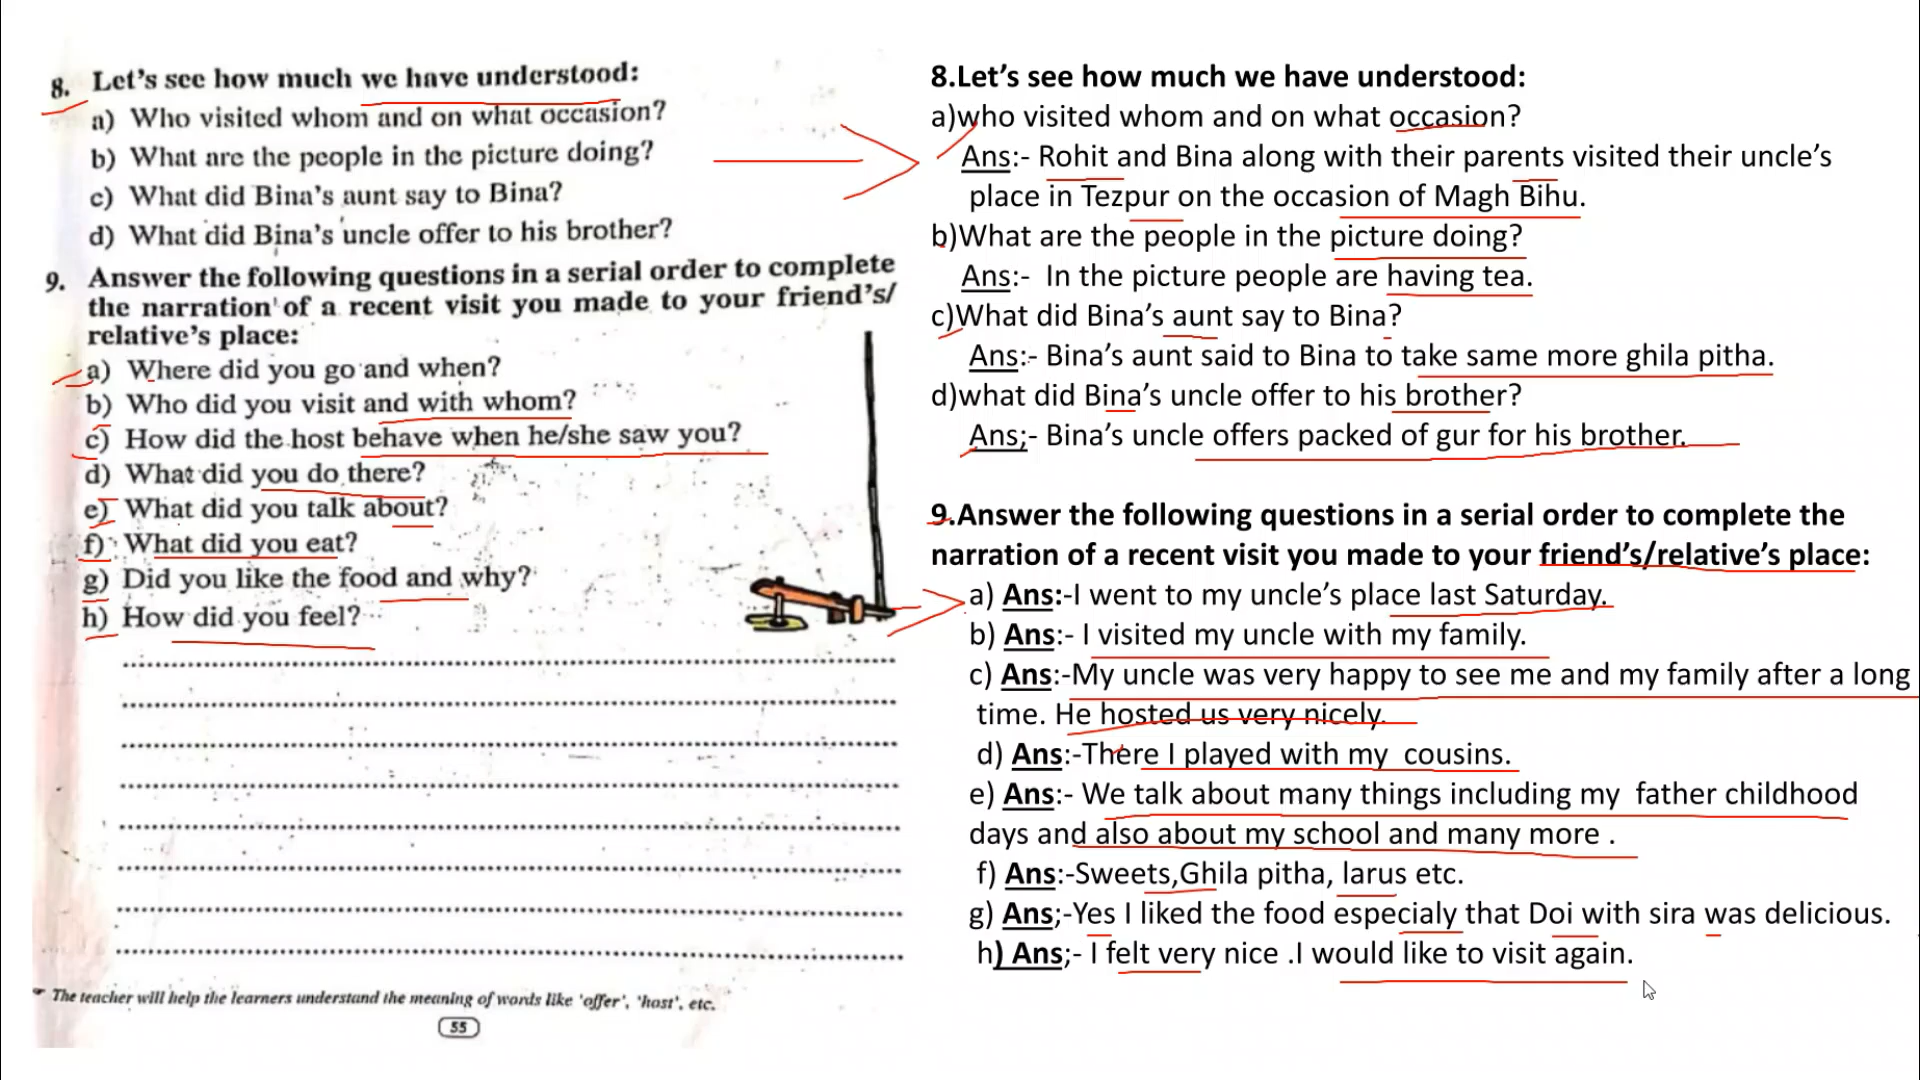 8. Let's see how much we have understood:
a) Who visited whom and on what occasion?
b) What are the people in the picture doing?
c) What did Bina's aunt say to Bina?
d) What did Bina's uncle offer to his brother?
9. Answer the following questions in a serial order to complete
the narration of a recent visit you made to your friend's/
relative's place:
a) Where did you go and when?
b) Who did you visit and with whom?
c) How did the host behave when he/she saw you?
d) What did you do there?
e) What did you talk about?
f) What did you eat?
g) Did you like the food and why?
h) How did you feel?
The teacher will help the learners understand the meaning of words like 'offer', 'host', etc.
55
8.Let's see how much we have understood:
a)who visited whom and on what occasion?
Ans:- Rohit and Bina along with their parents visited their uncle's
place in Tezpur on the occasion of Magh Bihu.
b)What are the people in the picture doing?
Ans:- In the picture people are having tea.
c)What did Bina's aunt say to Bina?
Ans:- Bina's aunt said to Bina to take same more ghila pitha.
d)what did Bina's uncle offer to his brother?
Ans;- Bina's uncle offers packed of gur for his brother.
9.Answer the following questions in a serial order to complete the
narration of a recent visit you made to your friend's/relative's place:
a) Ans:-I went to my uncle's place last Saturday.
b) Ans:- I visited my uncle with my family.
c) Ans:-My uncle was very happy to see me and my family after a long
time. He hosted us very nicely.
d) Ans:-There I played with my cousins.
e) Ans:- We talk about many things including my father childhood
days and also about my school and many more .
f) Ans:-Sweets,Ghila pitha, larus etc.
g) Ans;-Yes I liked the food especialy that Doi with sira was delicious.
h) Ans;- I felt very nice .I would like to visit again.